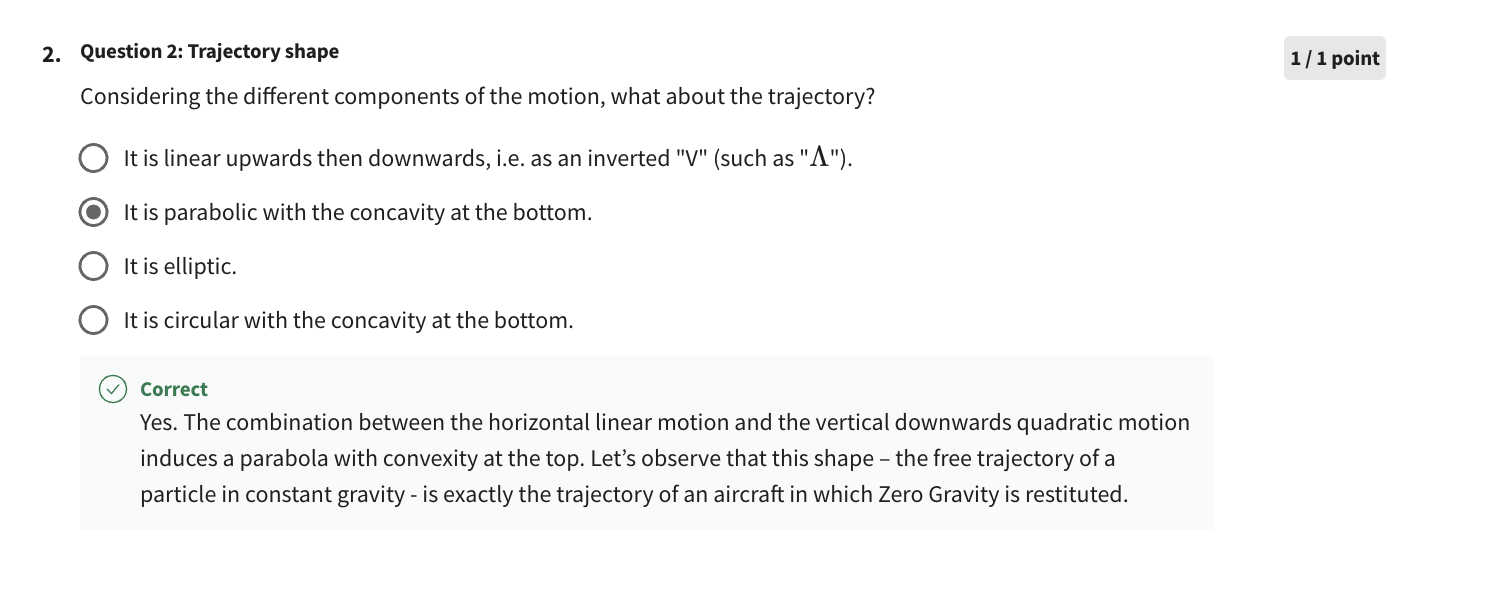 2. Question 2: Trajectory shape
1 / 1 point
Considering the different components of the motion, what about the trajectory?
It is linear upwards then downwards, i.e. as an inverted "V" (such as "Λ").
It is parabolic with the concavity at the bottom.
It is elliptic.
It is circular with the concavity at the bottom.
Correct
Yes. The combination between the horizontal linear motion and the vertical downwards quadratic motion
induces a parabola with convexity at the top. Let’s observe that this shape – the free trajectory of a
particle in constant gravity - is exactly the trajectory of an aircraft in which Zero Gravity is restituted.